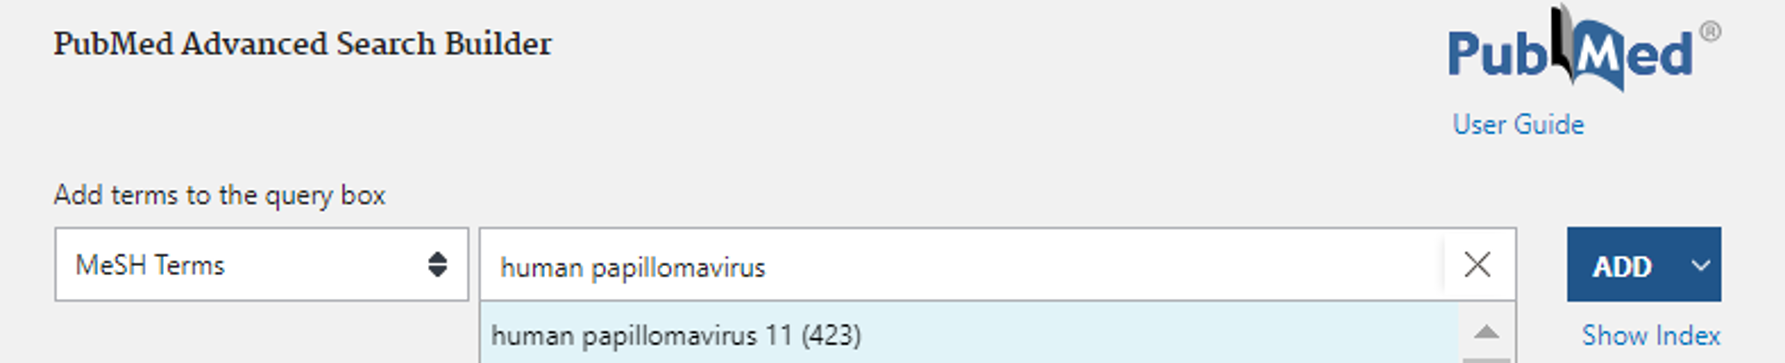 PubMed Advanced Search Builder
PubMed®
User Guide
Add terms to the query box
MeSH Terms
human papillomavirus
ADD
human papillomavirus 11 (423)
Show Index